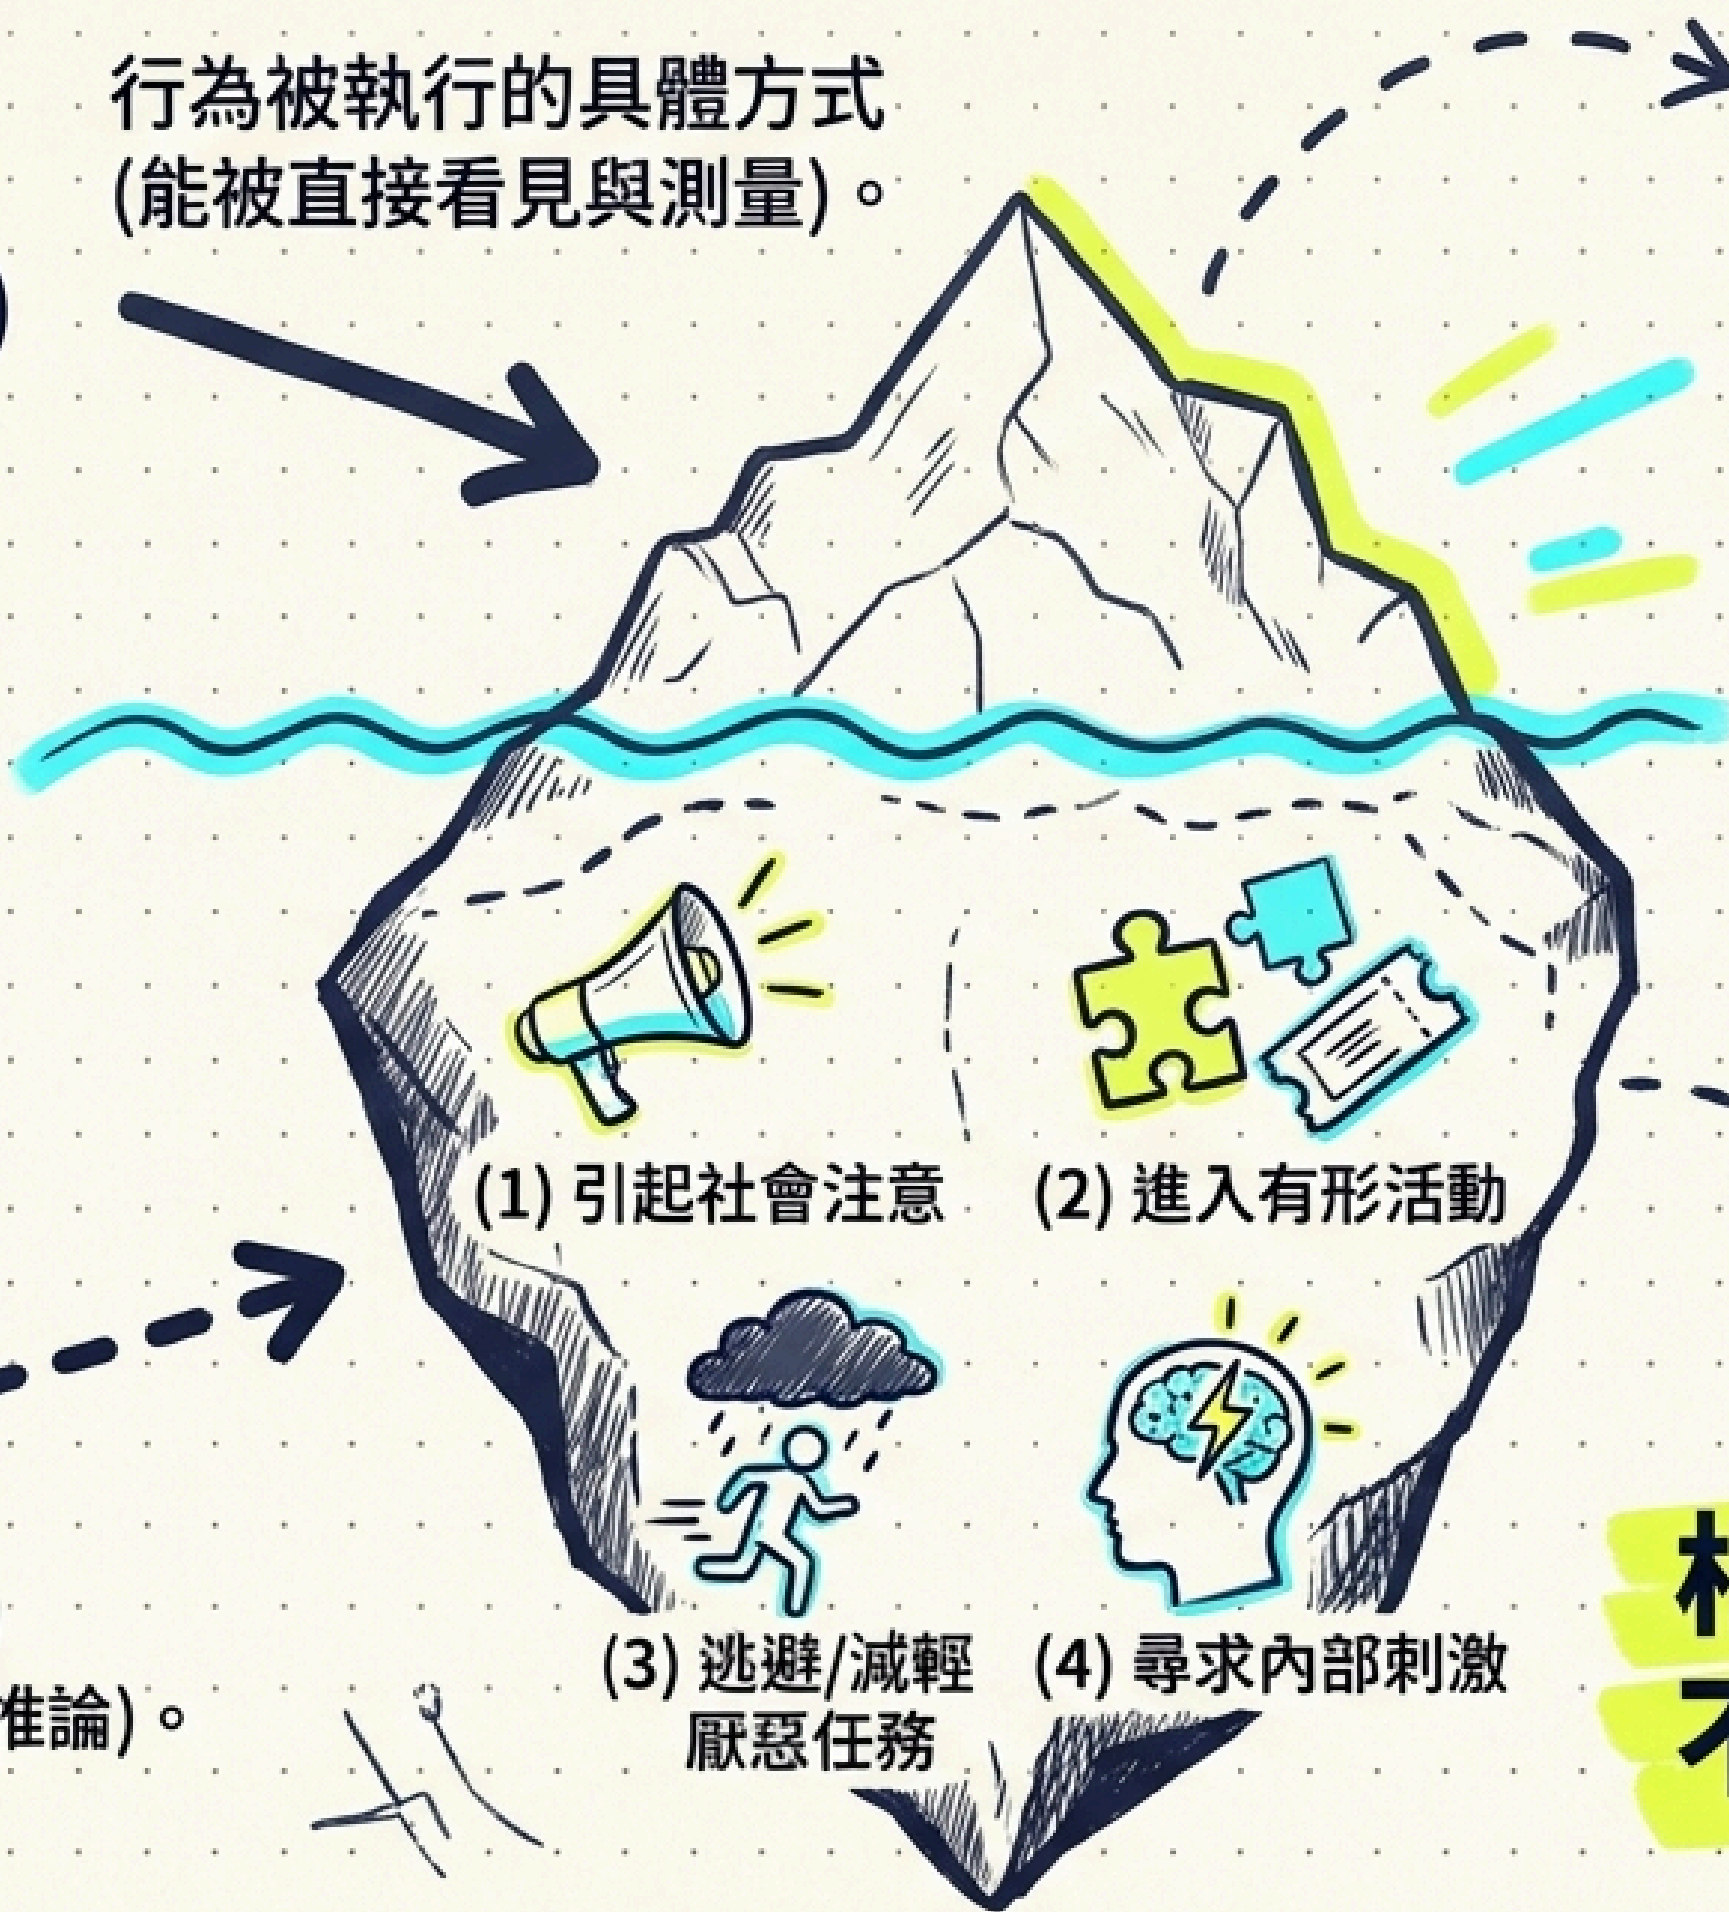 行為被執行的具體方式
(能被直接看見與測量)。
(1) 引起社會注意
(2) 進入有形活動
(3) 逃避/減輕
厭惡任務
(4) 尋求內部刺激
推論)。